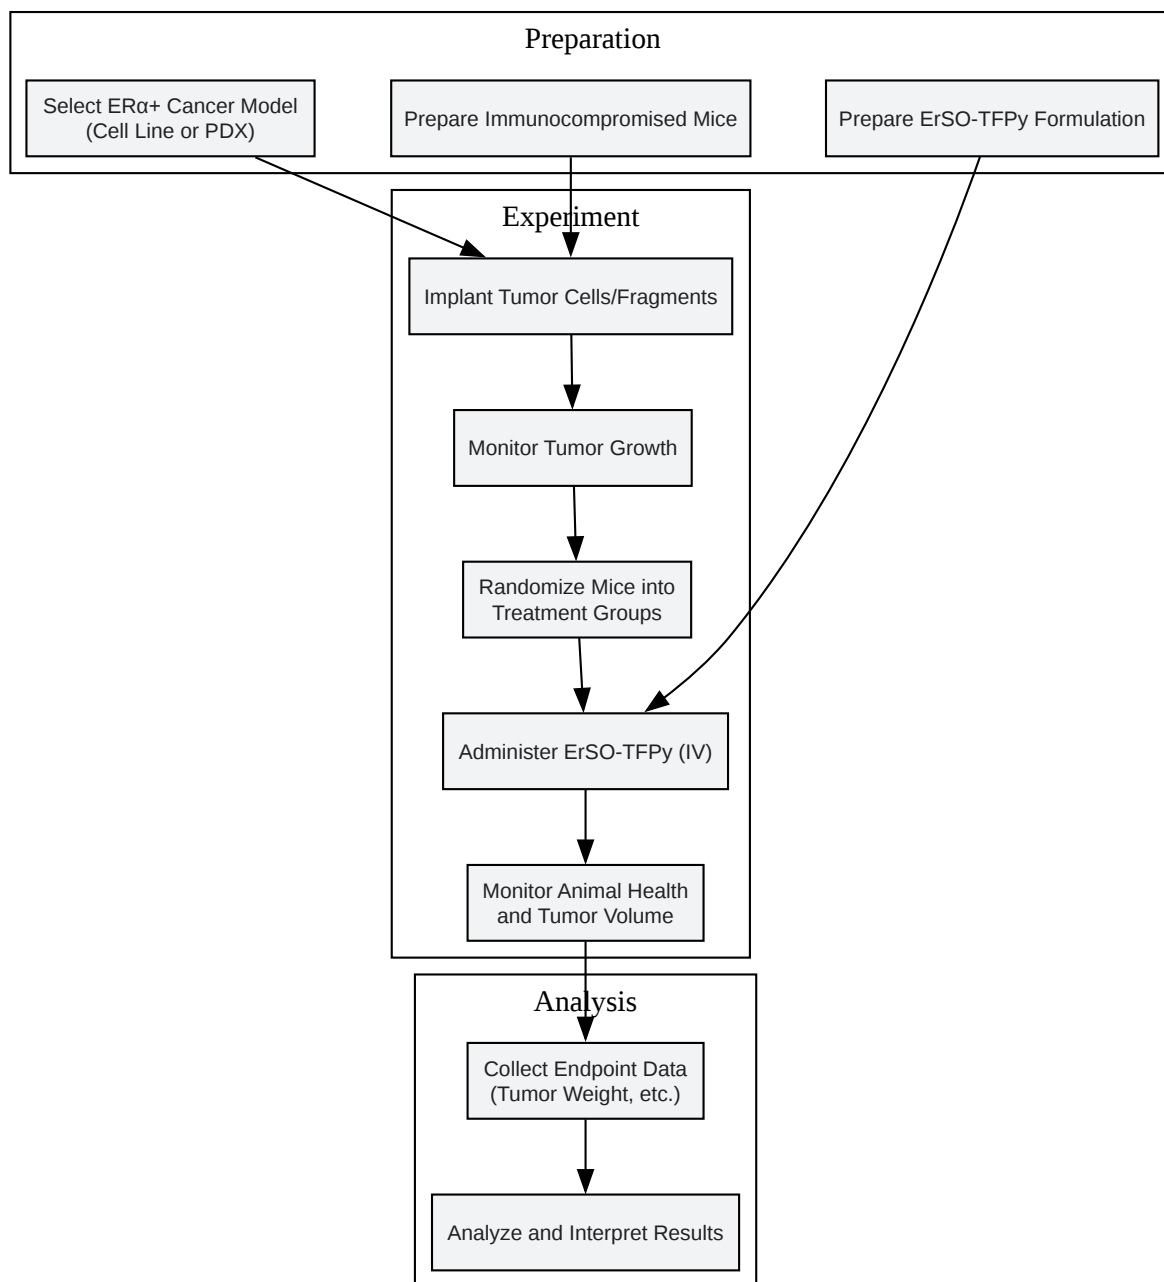 Preparation
Select ERα+ Cancer Model
(Cell Line or PDX)
Prepare Immunocompromised Mice
Prepare ErSO-TFPy Formulation
Experiment
Implant Tumor Cells/Fragments
Monitor Tumor Growth
Randomize Mice into
Treatment Groups
Administer ErSO-TFPy (IV)
Monitor Animal Health
and Tumor Volume
Analysis
Collect Endpoint Data
(Tumor Weight, etc.)
Analyze and Interpret Results